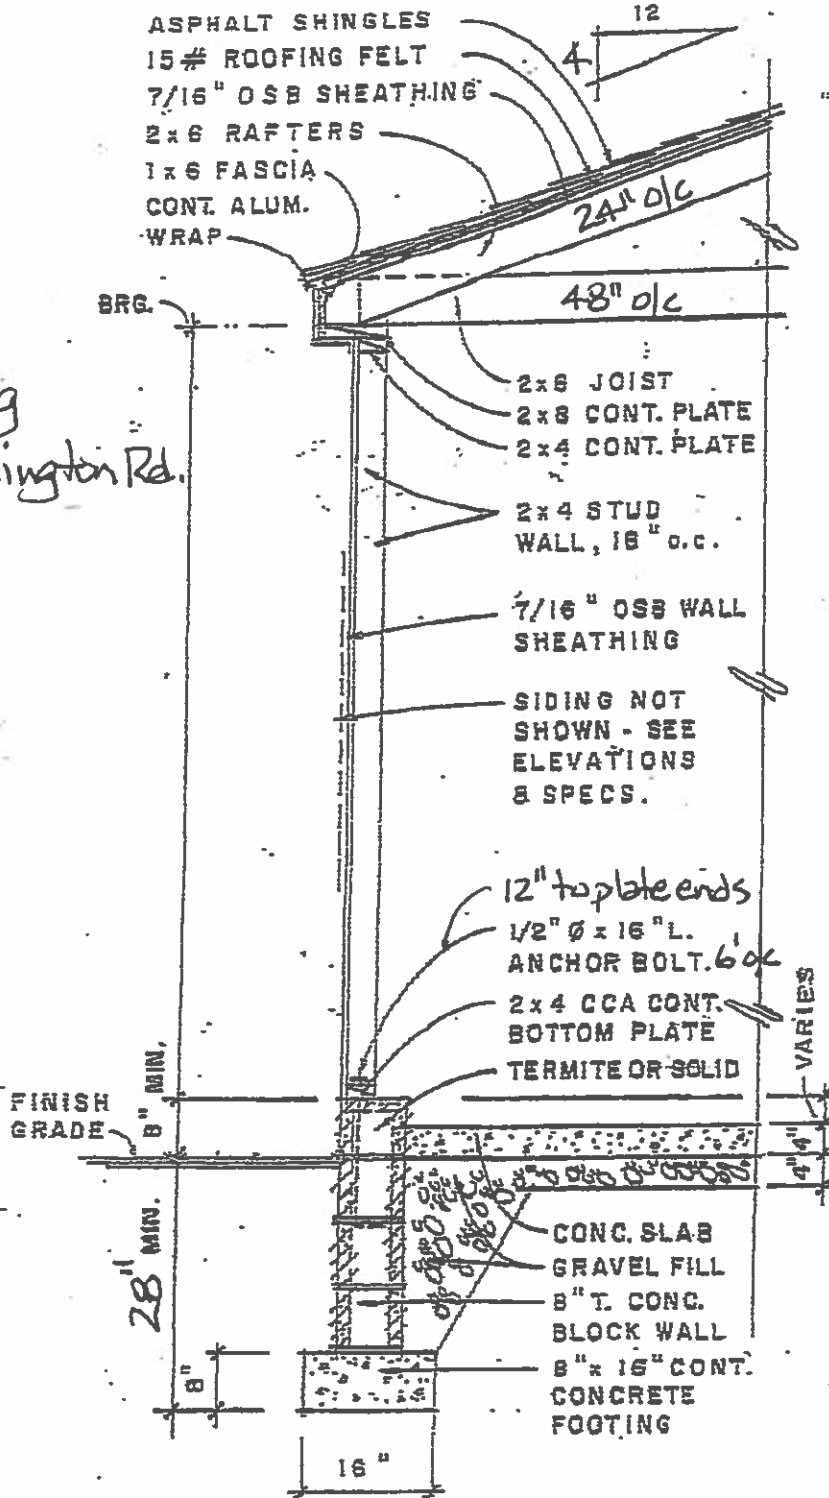 ASPHALT SHINGLES
15# ROOFING FELT
7/16" OSB SHEATHING
2x6 RAFTERS
1x6 FASCIA
CONT. ALUM.
WRAP
12
4
24" O/C
48" O/C
BRG.
ington Rd.
2x6 JOIST
2x8 CONT. PLATE
2x4 CONT. PLATE
2x4 STUD
WALL, 16" o.c.
7/16" OSB WALL
SHEATHING
SIDING NOT
SHOWN - SEE
ELEVATIONS
& SPECS.
12" to plate ends
1/2" Ø x 16" L.
ANCHOR BOLT. 6' oc
2x4 CCA CONT.
BOTTOM PLATE
TERMITE OR SOLID
VARIES
FINISH
GRADE
8" MIN.
4" 4"
28" MIN.
8"
CONC. SLAB
GRAVEL FILL
8" T. CONC.
BLOCK WALL
8" x 16" CONT.
CONCRETE
FOOTING
16"